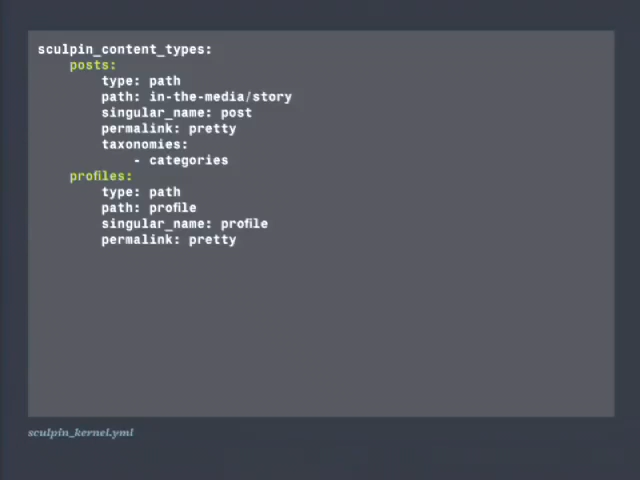 sculpin_content_types:
    posts:
        type: path
        path: in-the-media/story
        singular_name: post
        permalink: pretty
        taxonomies:
            - categories
    profiles:
        type: path
        path: profile
        singular_name: profile
        permalink: pretty
sculpin_kernel.yml